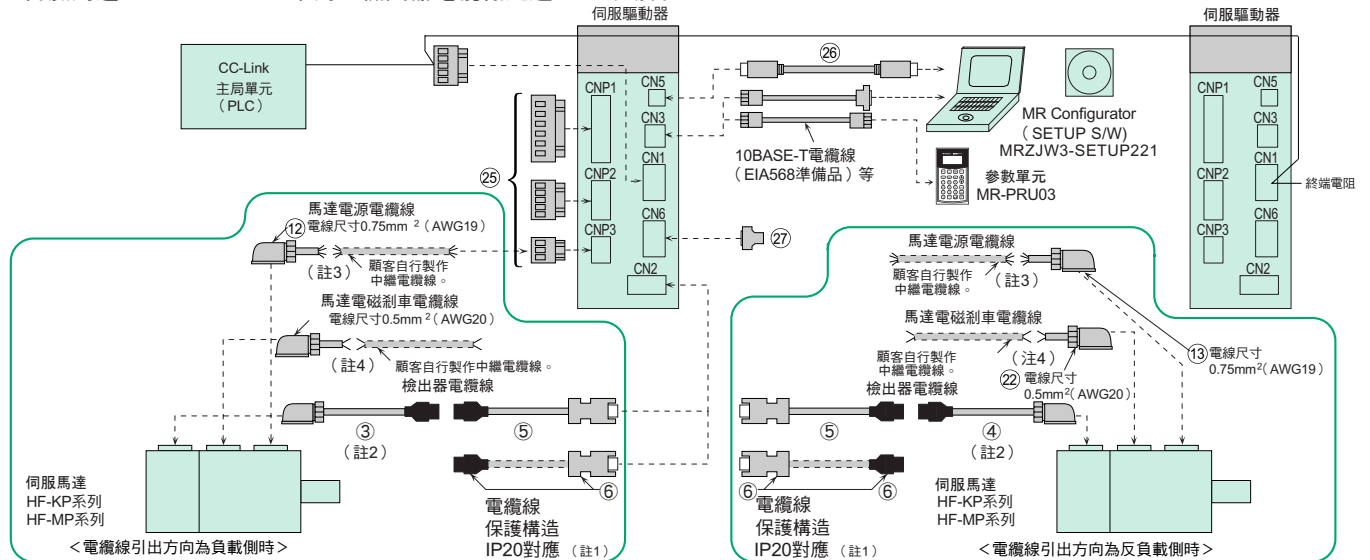 伺服驅動器
CC-Link
主局單元
（PLC）
CNP1
CNP2
CNP3
CN5
CN3
CN1
CN6
CN2
㉕
㉖
㉗
10BASE-T電纜線
（EIA568準備品）等
MR Configurator
（SETUP S/W）
MRZJW3-SETUP221
參數單元
MR-PRU03
伺服驅動器
CNP1
CNP2
CNP3
CN5
CN3
CN1
CN6
CN2
終端電阻
馬達電源電纜線
⑫ 電線尺寸0.75mm²（AWG19）
（註3）
顧客自行製作
中繼電纜線。
馬達電磁剎車電纜線
電線尺寸0.5mm²（AWG20）
（註4）
顧客自行製作中繼電纜線。
檢出器電纜線
③
（註2）
⑤
⑥
電纜線
保護構造
IP20對應（註1）
伺服馬達
HF-KP系列
HF-MP系列
＜電纜線引出方向為負載側時＞
馬達電源電纜線
顧客自行製作
中繼電纜線。
（註3）
馬達電磁剎車電纜線
顧客自行製作
中繼電纜線。
（注4）
⑬ 電線尺寸
0.75mm²（AWG19）
㉒ 電線尺寸
0.5mm²（AWG20）
檢出器電纜線
⑤
④
（註2）
⑥
⑥
電纜線
保護構造
IP20對應（註1）
伺服馬達
HF-KP系列
HF-MP系列
＜電纜線引出方向為反負載側時＞